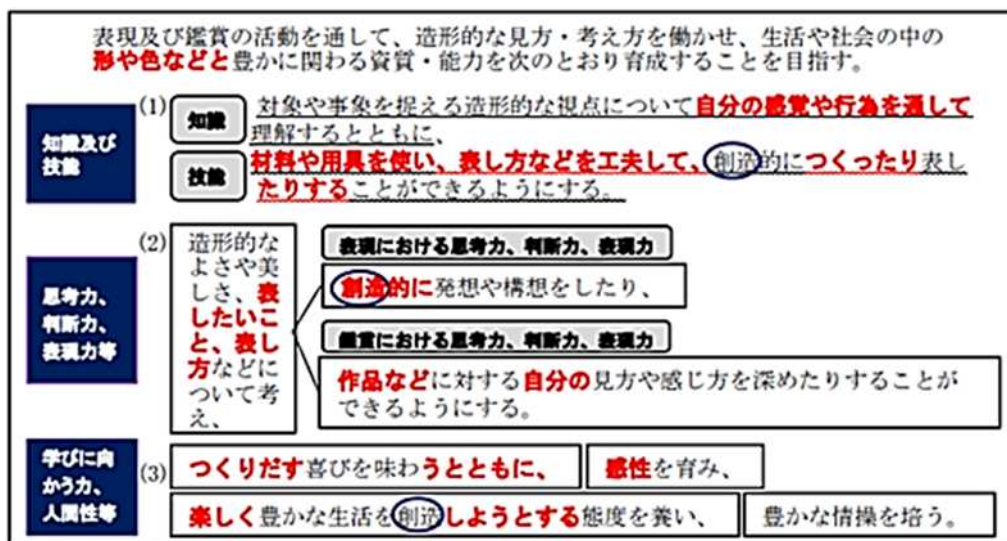 表現及び鑑賞の活動を通して、造形的な見方・考え方を働かせ、生活や社会の中の
形や色などと豊かに関わる資質・能力を次のとおり育成することを目指す。
知識及び
技能
(1)
知識
対象や事象を捉える造形的な視点について自分の感覚や行為を通して
理解するとともに、
技能
材料や用具を使い、表し方などを工夫して、創造的につくったり表し
たりすることができるようにする。
思考力、
判断力、
表現力等
(2)
造形的な
よさや美
しさ、表
したいこ
と、表し
方などに
ついて考
え、
表現における思考力、判断力、表現力
創造的に発想や構想をしたり、
鑑賞における思考力、判断力、表現力
作品などに対する自分の見方や感じ方を深めたりすることが
できるようにする。
学びに向
かう力、
人間性等
(3)
つくりだす喜びを味わうとともに、
感性を育み、
楽しく豊かな生活を創造しようとする態度を養い、
豊かな情操を培う。